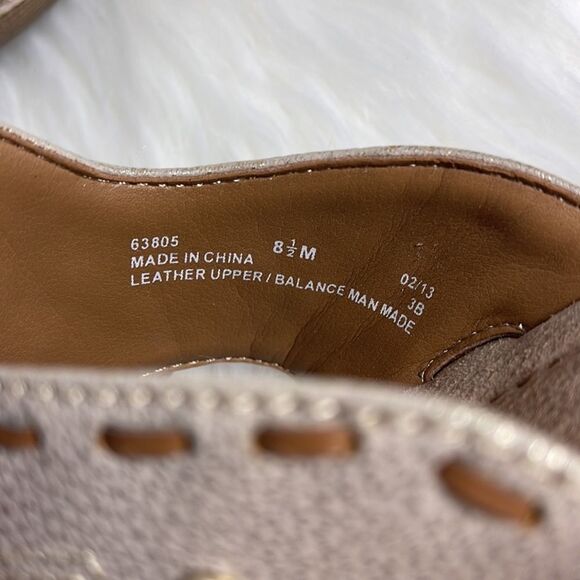 63805 8½M
MADE IN CHINA 02/13
LEATHER UPPER / BALANCE MAN MADE 3B